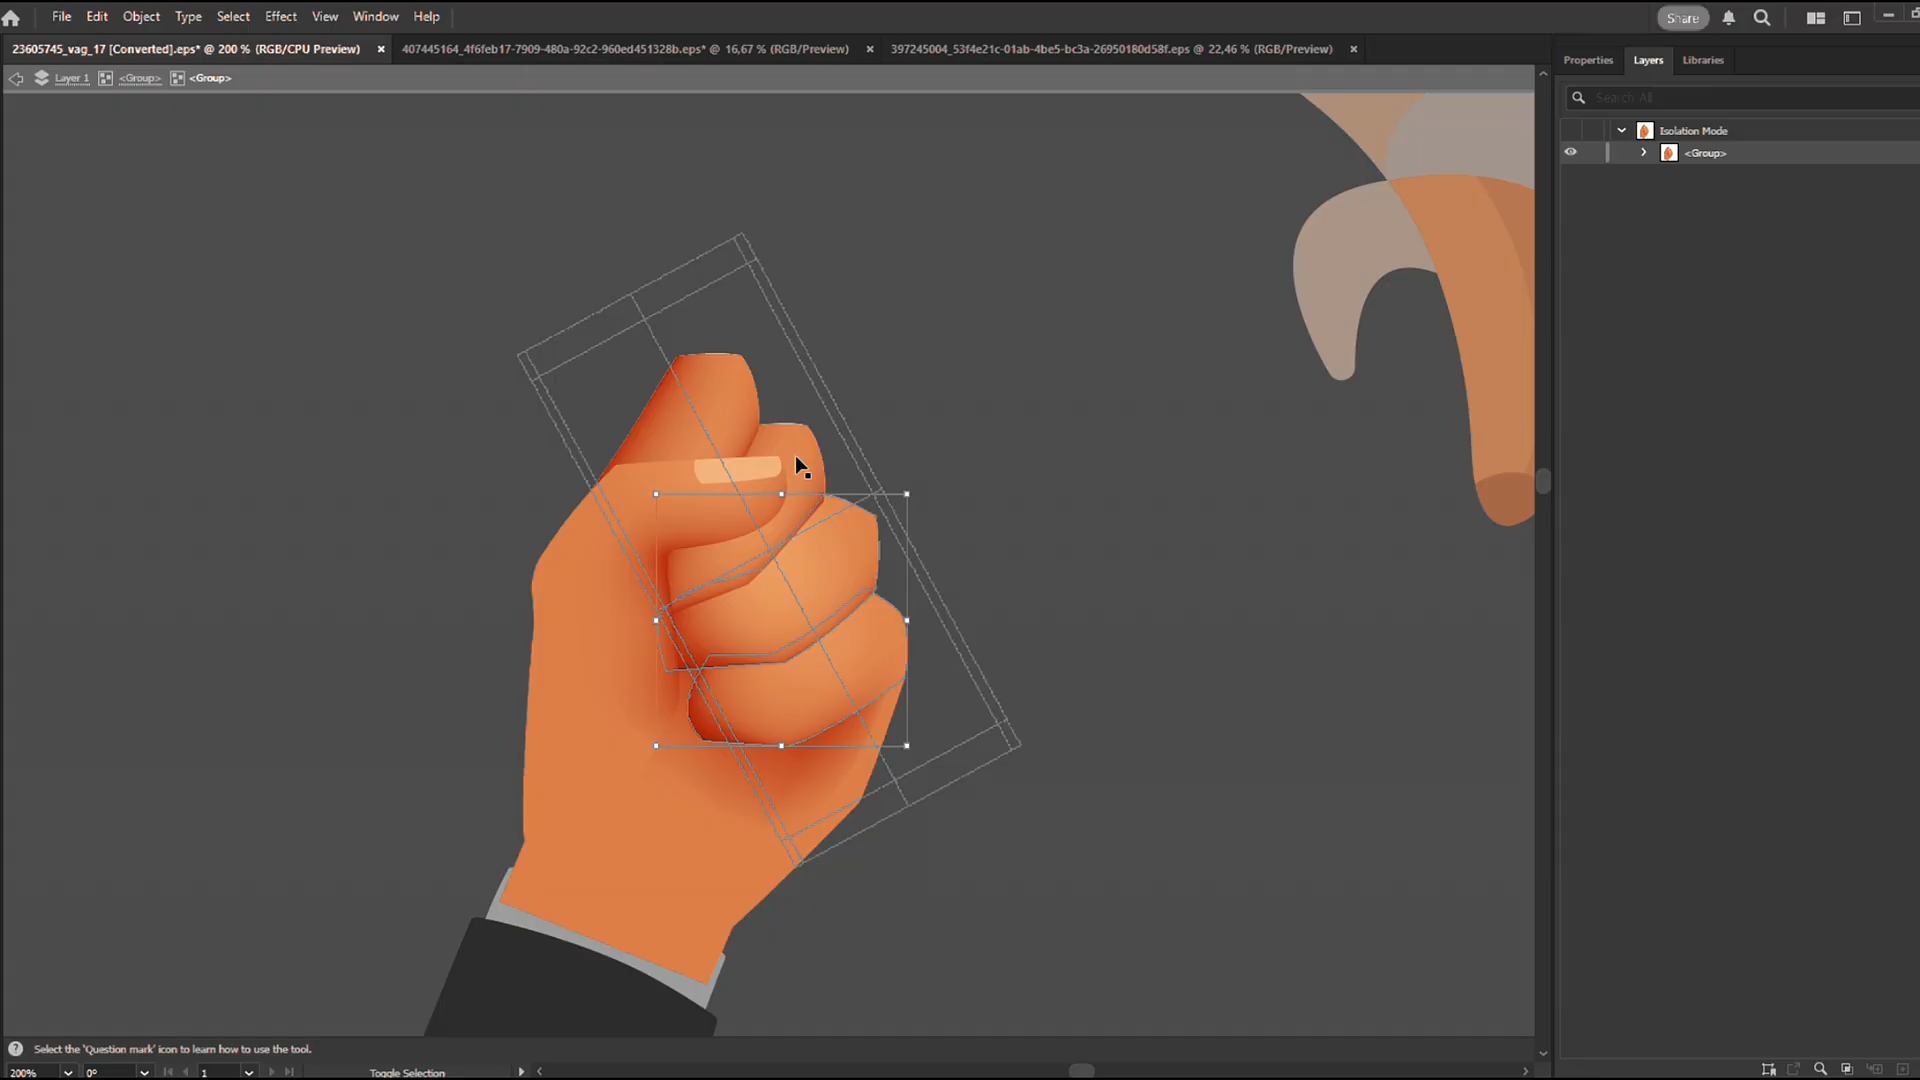 File Edit Object Type Select Effect View Window Help
Share
23605745_vag_17 [Converted].eps* @ 200 % (RGB/CPU Preview)
407445164_4f6feb17-7909-480a-92c2-960ed451328b.eps* @ 16,67 % (RGB/Preview)
397245004_53f4e21c-01ab-4be5-bc3a-26950180d58f.eps @ 22,46 % (RGB/Preview)
Properties Layers Libraries
Layer 1 <Group> <Group>
Search All
Isolation Mode
<Group>
Select the 'Question mark' icon to learn how to use the tool.
200% 0° 1 Toggle Selection